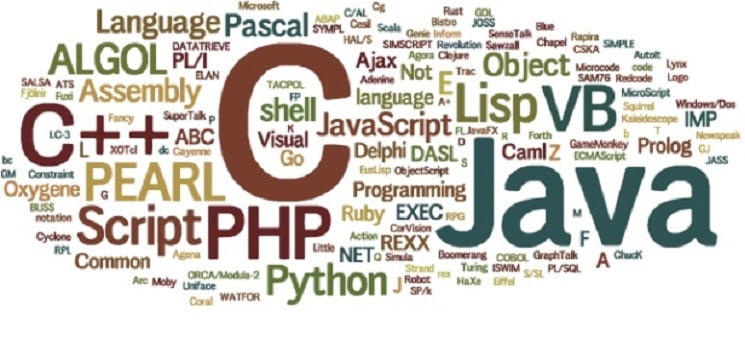 Microsoft
Language
Pascal
ABAP
C/AL
Cg
SYMPL
Cesil
Scala
HAL/S
Rust
GDL
Bistro
JOSS
Genie
Inform
SenseTalk
Blue
SIMSCRIPT
Revolution
Sawzall
Chapel
Rapira
CSKA
SiMPLE
ALGOL
DATATRIEVE
PL/I
ELAN
C
Ajax
Agora
Clojure
Adenine
Not
E
Trac
Object
Microcode
code
AutoIt
Lynx
SAM76
Redcode
Logo
SALSA
ATS
Fjölnir
Fuxi
Assembly
TACPOL
FP
shell
language
A+
Lisp
VB
MicroScript
Squirrel
Windows/Dos
Kaleidoscope
IMP
C++
LC-3
Fancy
SuperTalk
P
ABC
K
Visual
JavaScript
FL
JavaFX
R
Forth
b
T
Newspeak
L
XOTcl
dc
Cayenne
Go
Delphi
DASL
D
S
Caml
Z
GameMonkey
ECMAScript
Prolog
GJ
JASS
bc
GM
Constraint
Oxygene
PEARL
EusLisp
ObjectScript
Java
G
Programming
BLISS
notation
Script
PHP
Ruby
EXEC
RPG
M
Cyclone
RPL
Agena
Little
Action
CorVision
REXX
F
Common
NET
Q
Simula
Boomerang
COBOL
GraphTalk
A
ChucK
Arc
Moby
ORCA/Modula-2
Uniface
Python
Strand
rex
Turing
ISWIM
PL/SQL
J
Robot
HaXe
Eiffel
S/SL
Coral
WATFOR
SP/k